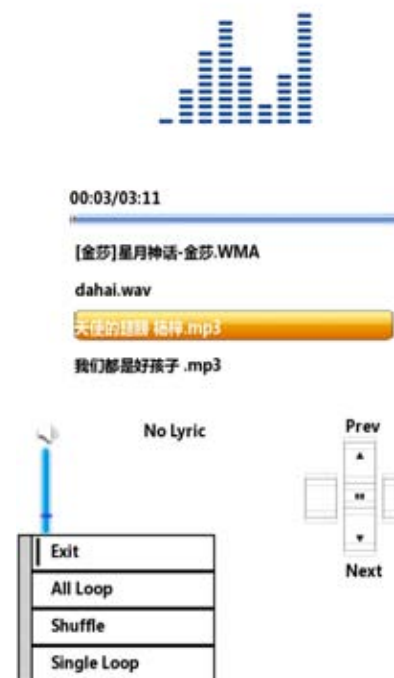 00:03/03:11
[金莎]星月神话-金莎.WMA
dahai.wav
天使的翅膀 杨梓.mp3
我们都是好孩子 .mp3
No Lyric
Prev
Next
Exit
All Loop
Shuffle
Single Loop